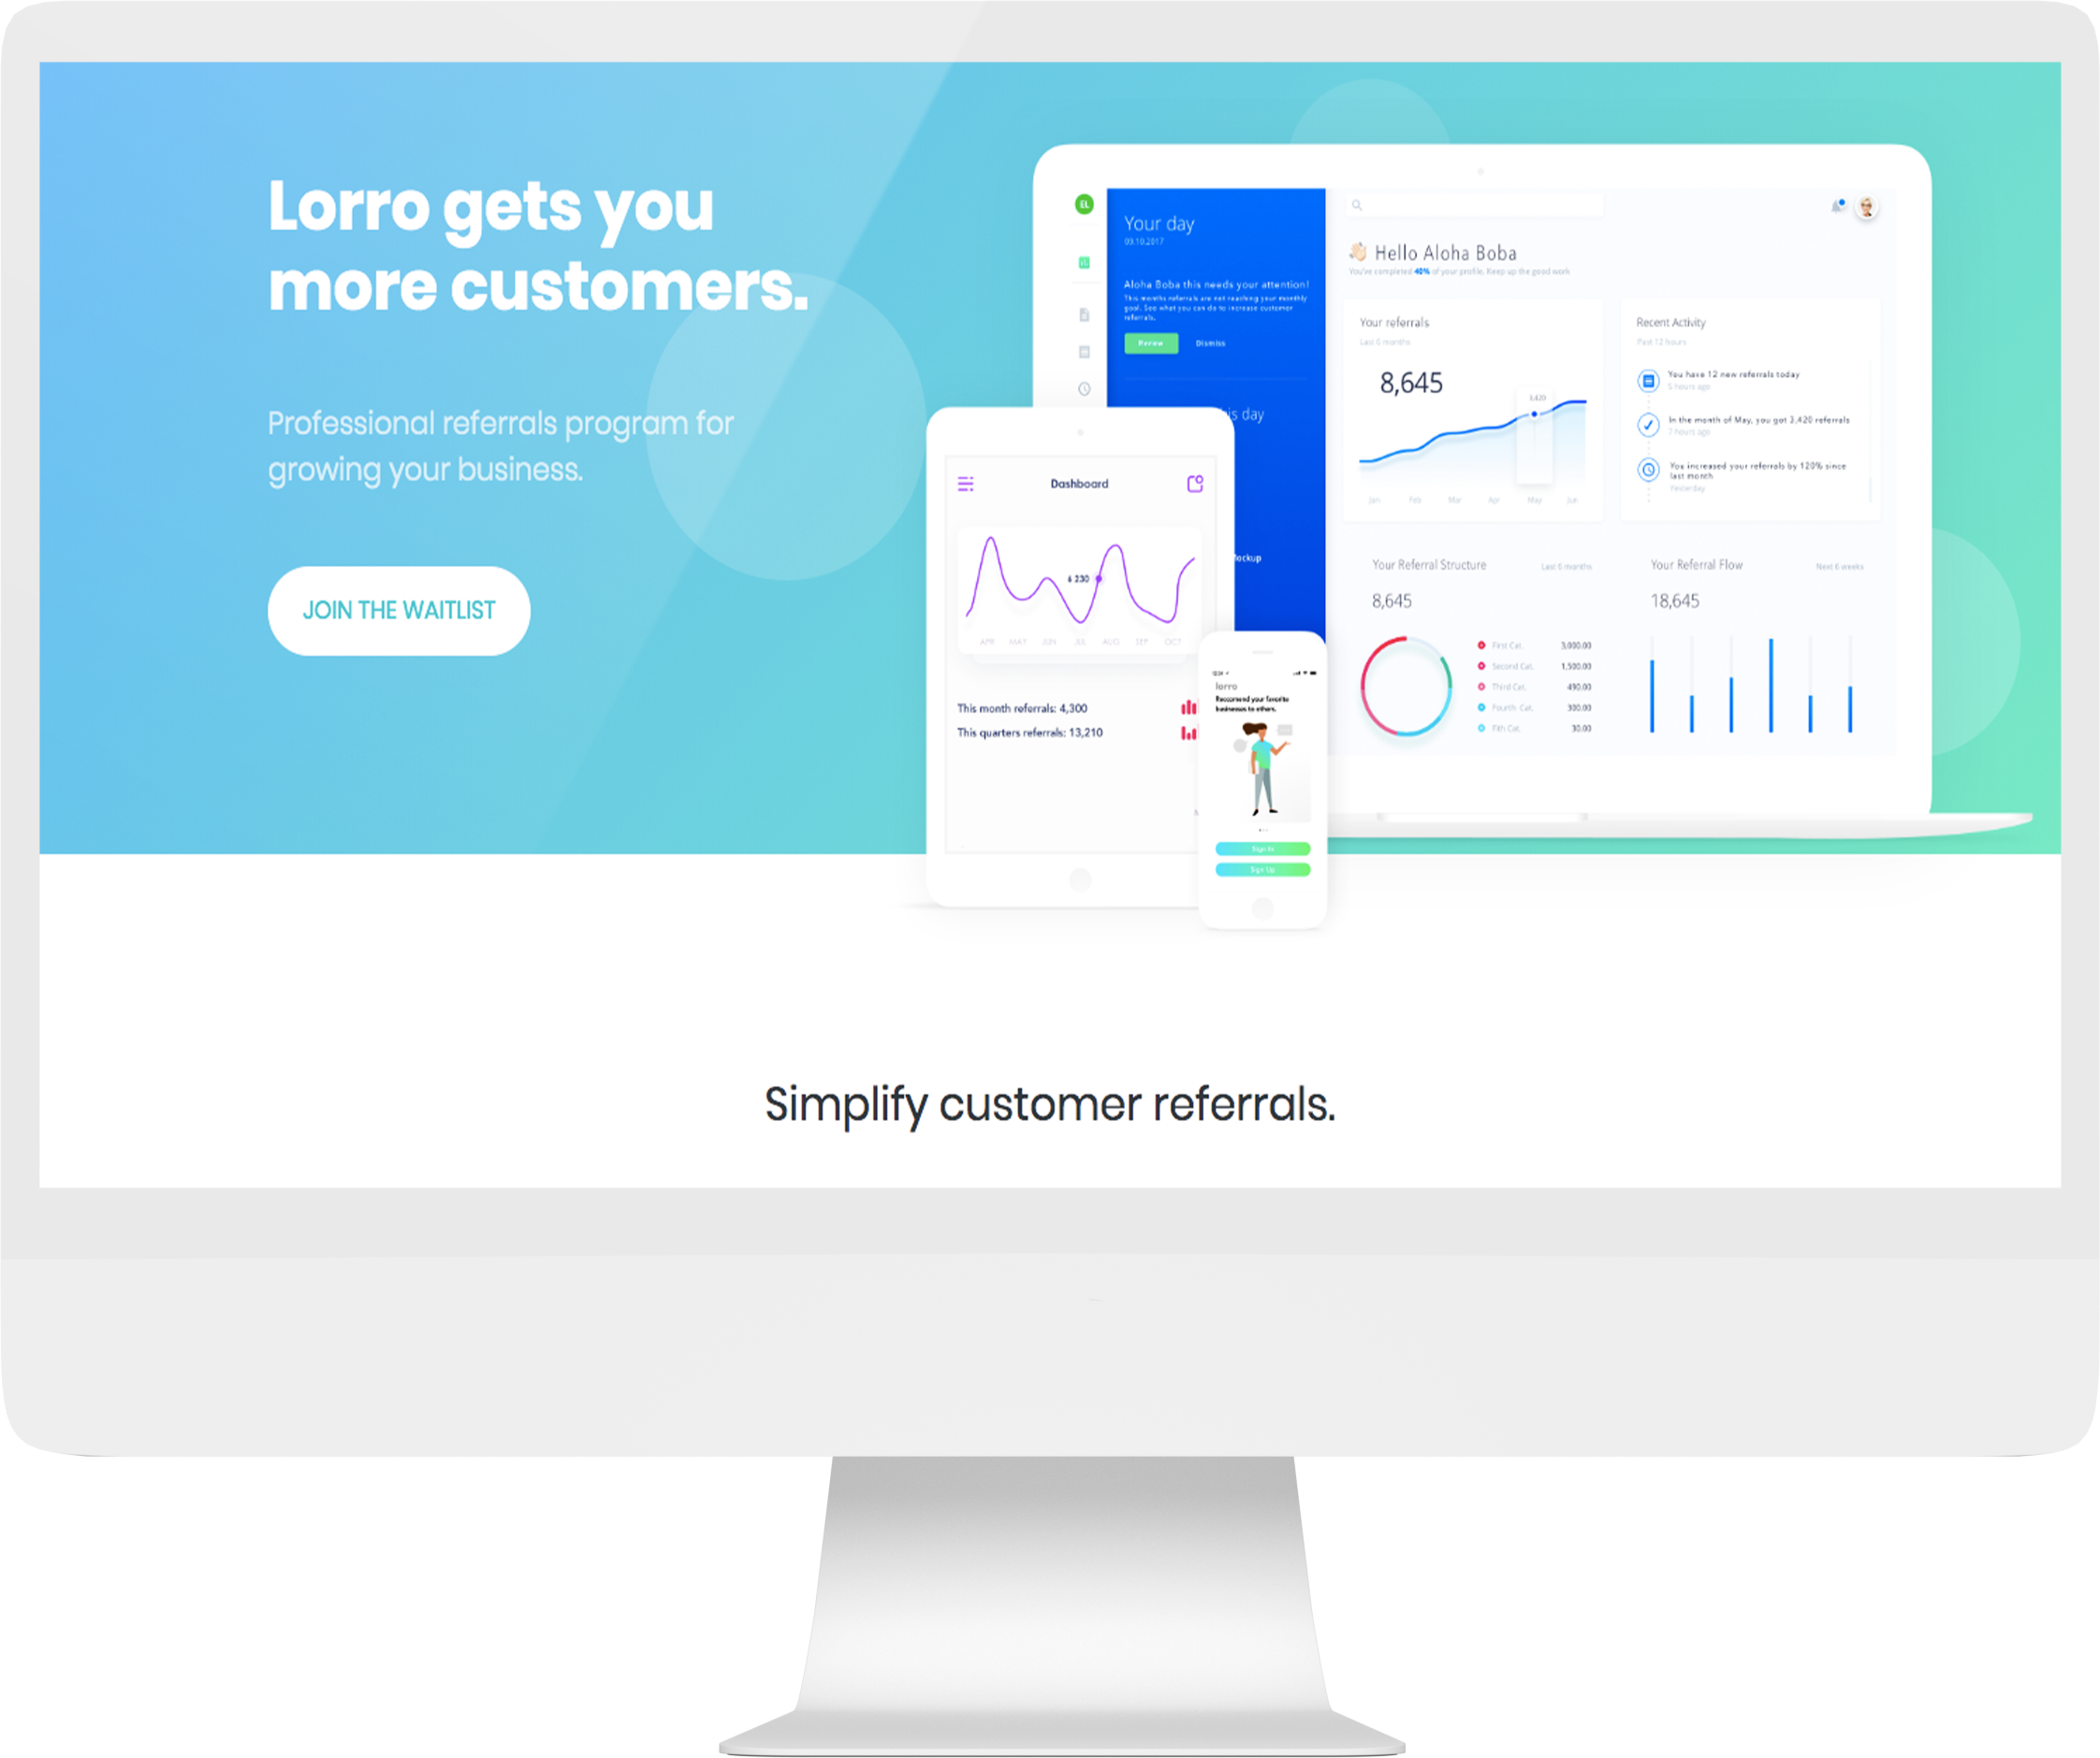 Lorro gets you
more customers.
Professional referrals program for
growing your business.
JOIN THE WAITLIST
EL
Your day
09.10.2017
Aloha Boba this needs your attention!
This months referrals are not reaching your monthly
goal. See what you can do to increase customer
referrals.
Dismiss
his day
Mockup
Hello Aloha Boba
You've completed 40% of your profile. Keep up the good work
Your referrals
Last 6 months
8,645
3,420
Jan Feb Mar Apr May Jun
Recent Activity
Past 12 hours
You have 12 new referrals today
5 hours ago
In the month of May, you got 3,420 referrals
7 hours ago
You increased your referrals by 120% since
last month
Yesterday
Your Referral Structure
Last 6 months
8,645
First Cat. 3,000.00
Second Cat. 1,500.00
Third Cat. 490.00
Fourth Cat. 300.00
Fith Cat. 30.00
Your Referral Flow
Next 6 weeks
18,645
Dashboard
6 230
APR MAY JUN JUL AUG SEP OCT
This month referrals: 4,300
This quarters referrals: 13,210
lorro
Reccomend your favorite
businesses to others.
Sign In
Sign Up
Simplify customer referrals.